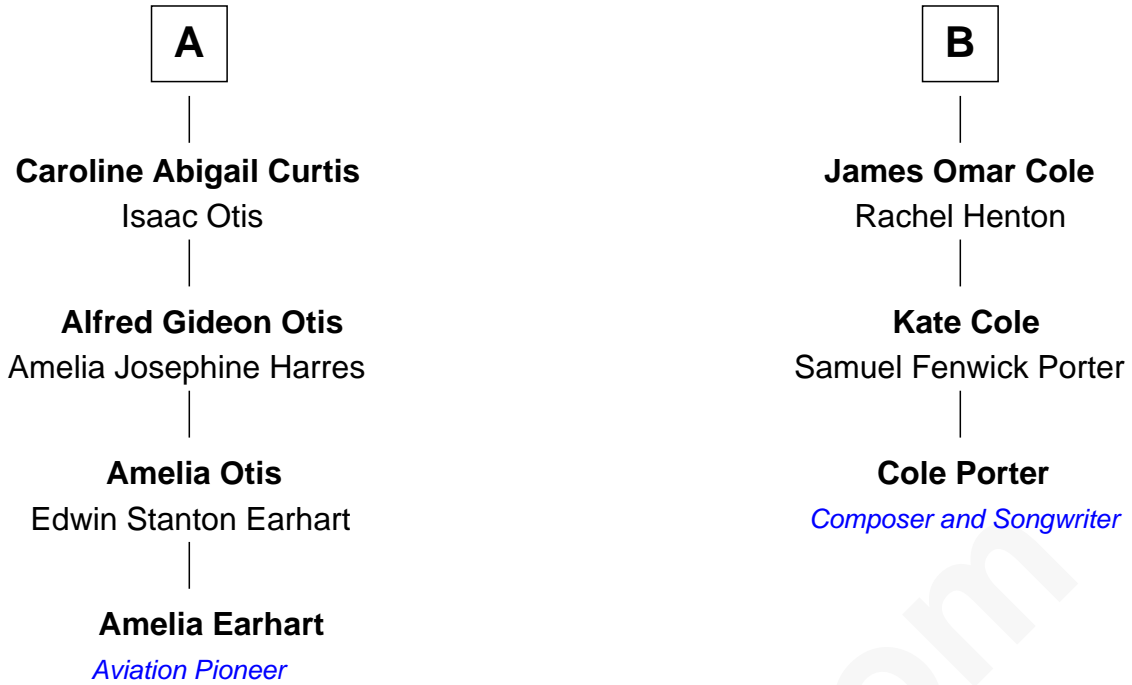 A
Caroline Abigail Curtis
Isaac Otis
Alfred Gideon Otis
Amelia Josephine Harres
Amelia Otis
Edwin Stanton Earhart
Amelia Earhart
Aviation Pioneer
B
James Omar Cole
Rachel Henton
Kate Cole
Samuel Fenwick Porter
Cole Porter
Composer and Songwriter
om